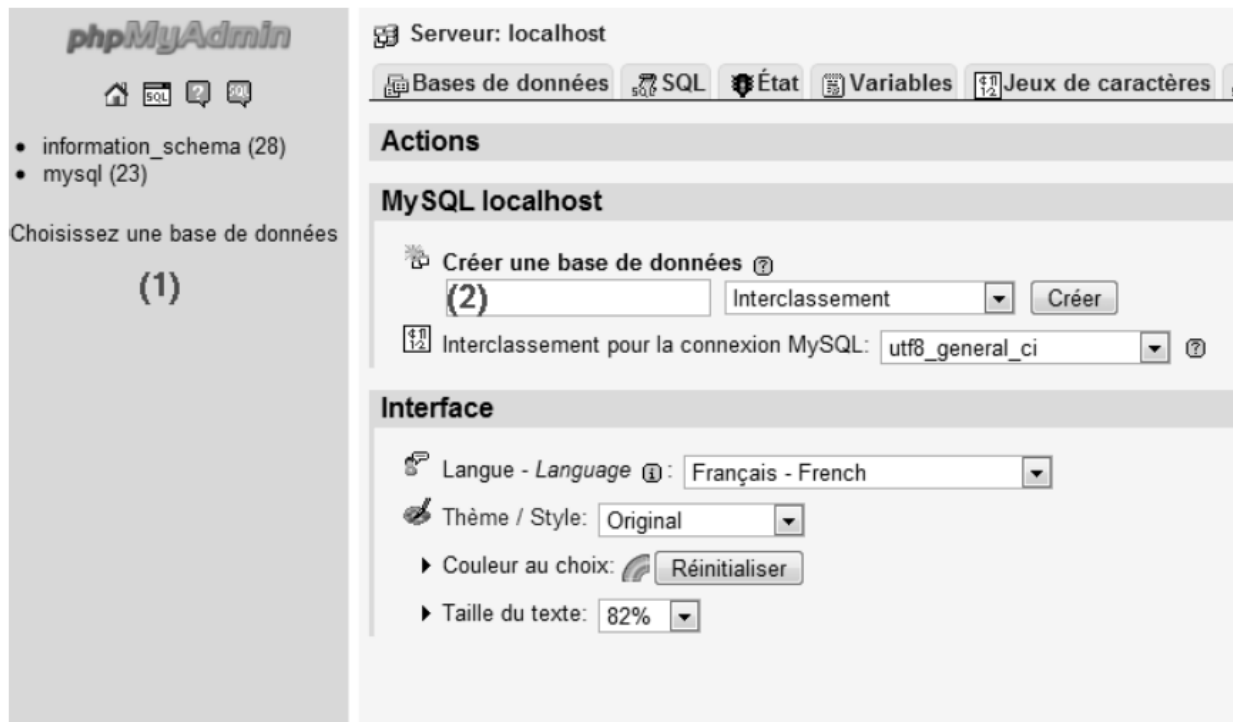 phpMyAdmin
SQL ? SQL
• information_schema (28)
• mysql (23)
Choisissez une base de données
(1)
Serveur: localhost
Bases de données SQL État Variables Jeux de caractères
Actions
MySQL localhost
Créer une base de données ?
(2) Interclassement Créer
Interclassement pour la connexion MySQL: utf8_general_ci ?
Interface
Langue - Language i : Français - French
Thème / Style: Original
Couleur au choix: Réinitialiser
Taille du texte: 82%